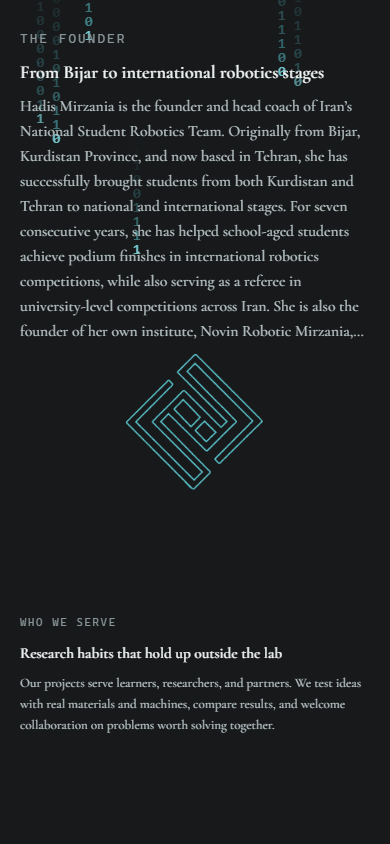 THE FOUNDER
From Bijar to international robotics stages
Hadis Mirzania is the founder and head coach of Iran's
National Student Robotics Team. Originally from Bijar,
Kurdistan Province, and now based in Tehran, she has
successfully brought students from both Kurdistan and
Tehran to national and international stages. For seven
consecutive years, she has helped school-aged students
achieve podium finishes in international robotics
competitions, while also serving as a referee in
university-level competitions across Iran. She is also the
founder of her own institute, Novin Robotic Mirzania,...
WHO WE SERVE
Research habits that hold up outside the lab
Our projects serve learners, researchers, and partners. We test ideas
with real materials and machines, compare results, and welcome
collaboration on problems worth solving together.